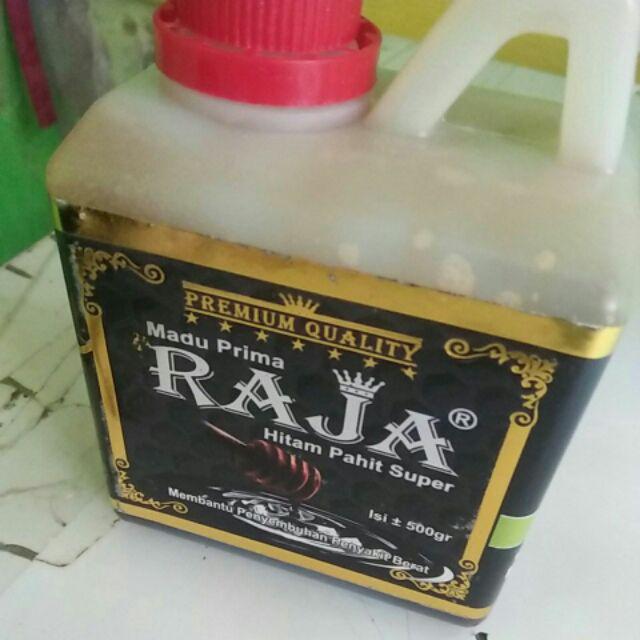 PREMIUM QUALITY
Madu Prima
RAJA®
Hitam Pahit Super
Isi ± 500gr
Membantu Penyembuhan Penyakit Berat